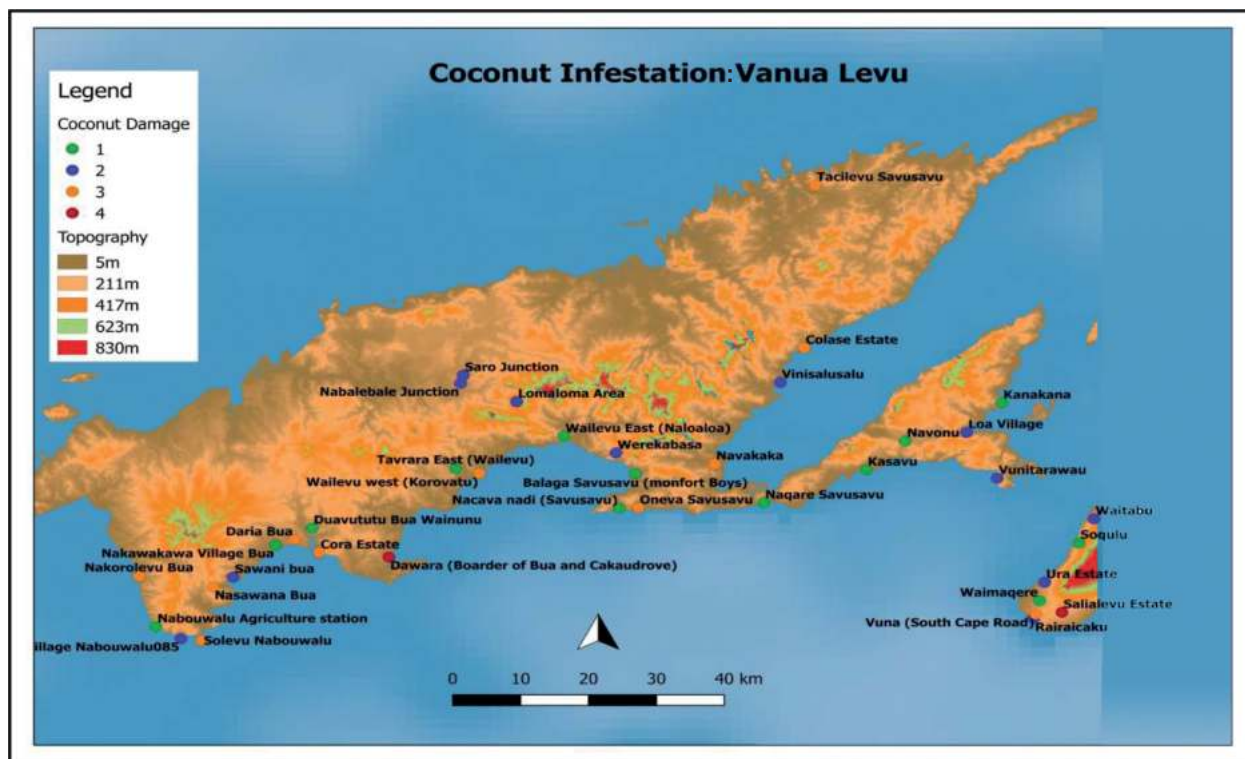 Coconut Infestation:Vanua Levu
Legend
Coconut Damage
1
2
3
4
Topography
5m
211m
417m
623m
830m
Tacilevu Savusavu
Colase Estate
Saro Junction
Nabalebale Junction
Vinisalusalu
Lomaloma Area
Kanakana
Wailevu East (Naloaloa)
Loa Village
Navonu
Werekabasa
Tavrara East (Wailevu)
Navakaka
Kasavu
Vunitarawau
Wailevu west (Korovatu)
Balaga Savusavu (monfort Boys)
Nacava nadi (Savusavu)
Oneva Savusavu
Naqare Savusavu
Waitabu
Duavututu Bua Wainunu
Daria Bua
Soqulu
Nakawakawa Village Bua
Cora Estate
Nakorolevu Bua
Sawani bua
Dawara (Boarder of Bua and Cakaudrove)
Ura Estate
Nasawana Bua
Waimaqere
Salialevu Estate
Nabouwalu Agriculture station
Vuna (South Cape Road)
Rairaicaku
illage Nabouwalu085
Solevu Nabouwalu
0 10 20 30 40 km